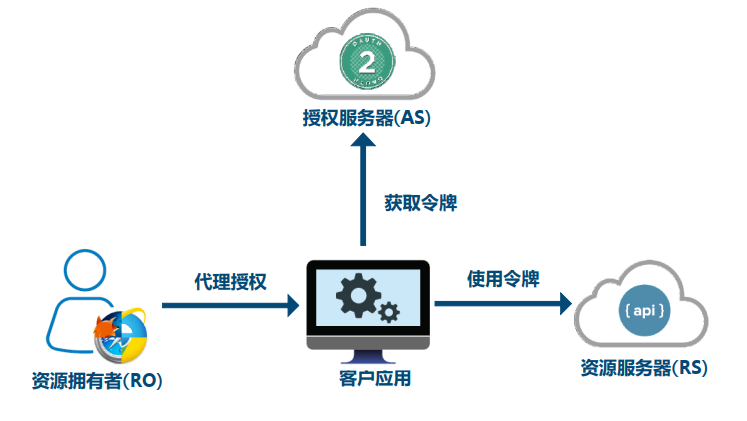 OAUTH
2
授权服务器(AS)
获取令牌
代理授权
使用令牌
{ api }
资源拥有者(RO)
客户应用
资源服务器(RS)